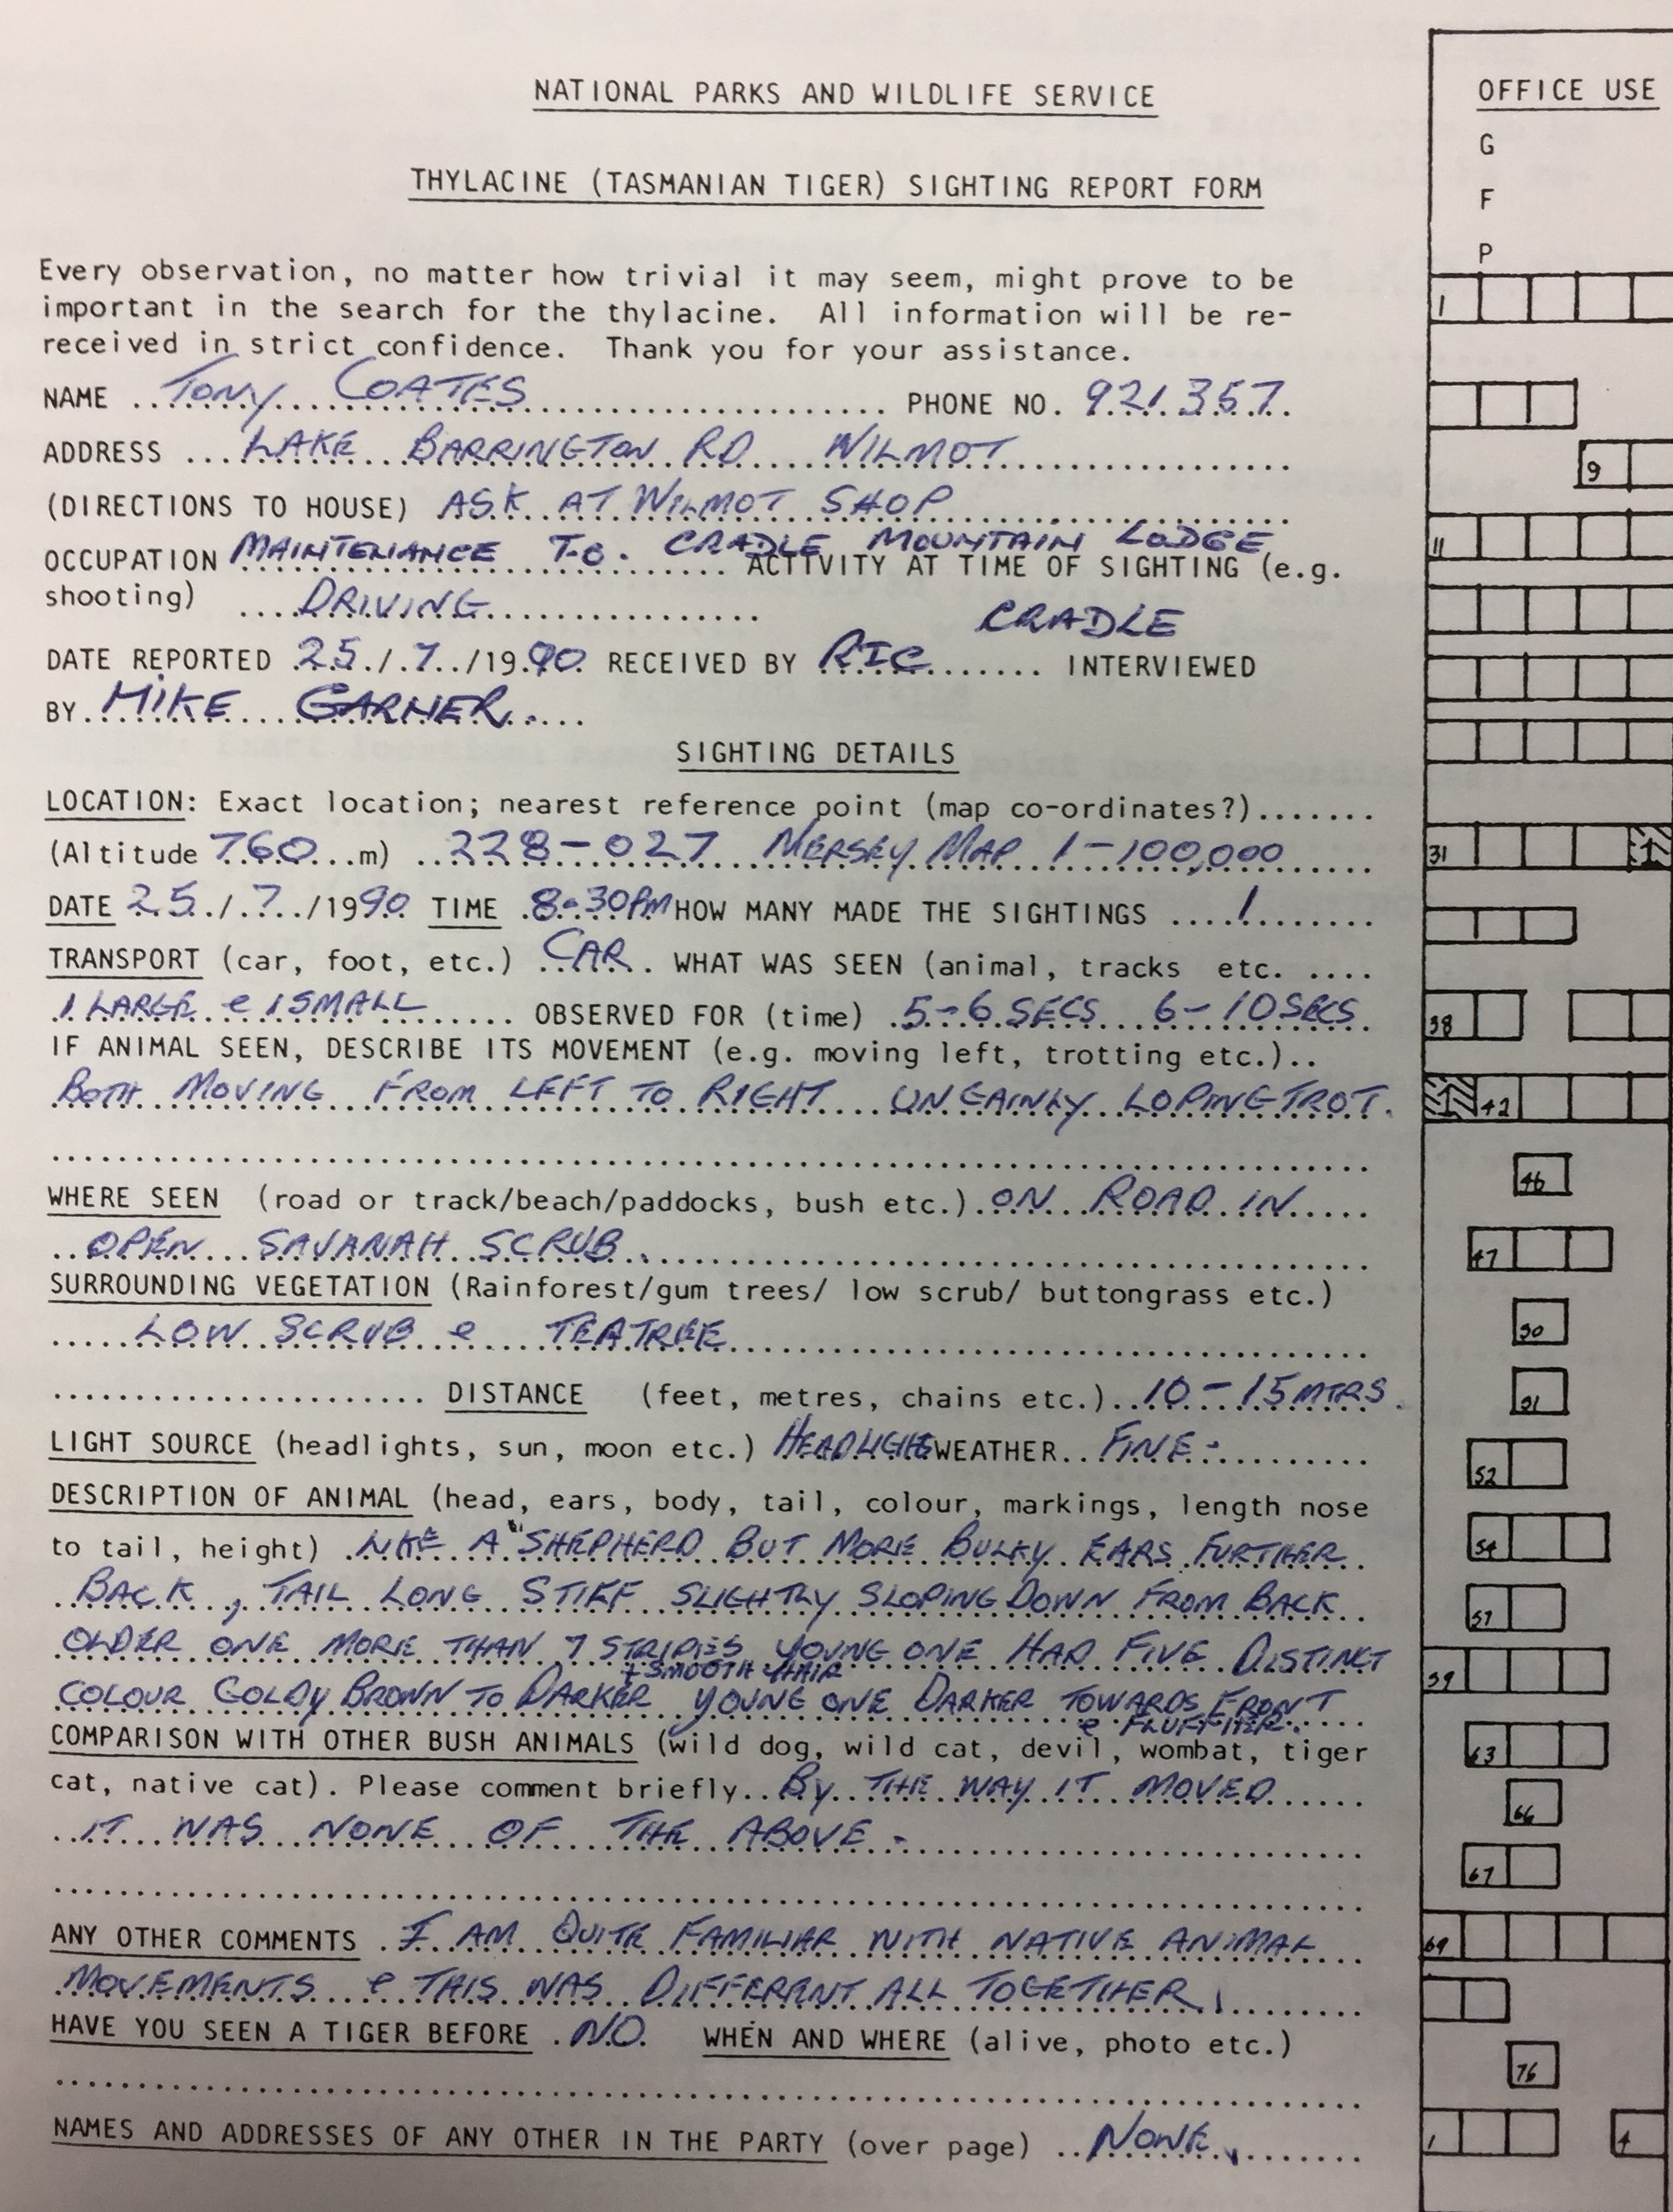 NATIONAL PARKS AND WILDLIFE SERVICE
OFFICE USE
G
THYLACINE (TASMANIAN TIGER) SIGHTING REPORT FORM
F
P
Every observation, no matter how trivial it may seem, might prove to be
important in the search for the thylacine. All information will be re-
received in strict confidence. Thank you for your assistance.
1
NAME .. TONY COATES .. PHONE NO. 921357.
ADDRESS ... LAKE BARRINGTON RD WILMOT
9
(DIRECTIONS TO HOUSE) ASK AT WILMOT SHOP
OCCUPATION MAINTENANCE TO. CRADLE MOUNTAIN LODGE
ACTIVITY AT TIME OF SIGHTING (e.g.
11
shooting) .... DRIVING
CRADLE
DATE REPORTED 25./.7../19.90 RECEIVED BY RIC....... INTERVIEWED
BY. MIKE GARNER
SIGHTING DETAILS
LOCATION: Exact location; nearest reference point (map co-ordinates?).......
(Altitude 760...m) .. 228-027 MERSEY MAP 1-100,000
31
DATE 25./.7../1990 TIME .8-30PM HOW MANY MADE THE SIGHTINGS ....1........
TRANSPORT (car, foot, etc.) ..CAR.. WHAT WAS SEEN (animal, tracks etc. ....
1 LARGE e 1 SMALL ...... OBSERVED FOR (time) .5-6 SECS 6-10 SECS.
38
IF ANIMAL SEEN, DESCRIBE ITS MOVEMENT (e.g. moving left, trotting etc.)..
BOTH MOVING FROM LEFT TO RIGHT UNGAINLY LOPING TROT.
42
46
WHERE SEEN (road or track/beach/paddocks, bush etc.). ON ROAD IN.....
..OPEN SAVANAH SCRUB.
47
SURROUNDING VEGETATION (Rainforest/gum trees/ low scrub/ buttongrass etc.)
..... LOW SCRUB e TEATREE
50
.................... DISTANCE (feet, metres, chains etc.).. 10-15 MTRS.
51
LIGHT SOURCE (headlights, sun, moon etc.) HEADLIGHTS WEATHER.. FINE-
52
DESCRIPTION OF ANIMAL (head, ears, body, tail, colour, markings, length nose
to tail, height) .LIKE A "SHEPHERD BUT MORE BULKY EARS FURTHER
54
BACK, TAIL LONG STIFF SLIGHTLY SLOPING DOWN FROM BACK
57
OLDER ONE MORE THAN 7 STRIPES YOUNG ONE HAD FIVE DISTINCT
59
+ SMOOTH HAIR
COLOUR GOLDY BROWN TO DARKER YOUNG ONE DARKER TOWARDS FRONT
e FLUFFIER.
COMPARISON WITH OTHER BUSH ANIMALS (wild dog, wild cat, devil, wombat, tiger
63
cat, native cat). Please comment briefly.. BY THE WAY IT MOVED
66
..IT WAS NONE OF THE ABOVE-
67
ANY OTHER COMMENTS . I AM QUITE FAMILIAR WITH NATIVE ANIMAL
69
MOVEMENTS e THIS WAS DIFFERENT ALL TOGETHER.
HAVE YOU SEEN A TIGER BEFORE . NO. WHEN AND WHERE (alive, photo etc.)
76
NAMES AND ADDRESSES OF ANY OTHER IN THE PARTY (over page) .. NONE
1
4